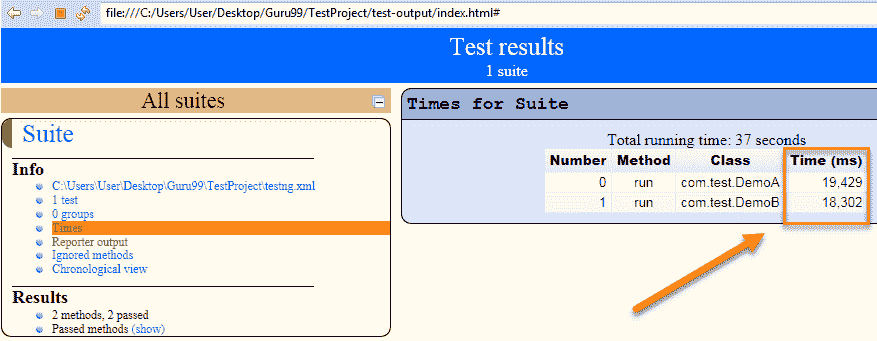 file:///C:/Users/User/Desktop/Guru99/TestProject/test-output/index.html#
Test results
1 suite
All suites
Suite
Info
C:\Users\User\Desktop\Guru99\TestProject\testng.xml
1 test
0 groups
Times
Reporter output
Ignored methods
Chronological view
Results
2 methods, 2 passed
Passed methods (show)
Times for Suite
Total running time: 37 seconds
Number Method Class Time (ms)
0 run com.test.DemoA 19,429
1 run com.test.DemoB 18,302